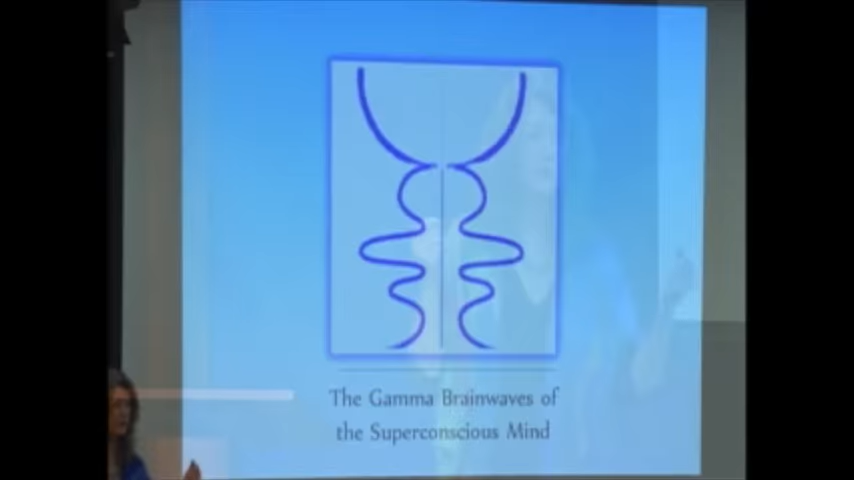 The Gamma Brainwaves of
the Superconscious Mind